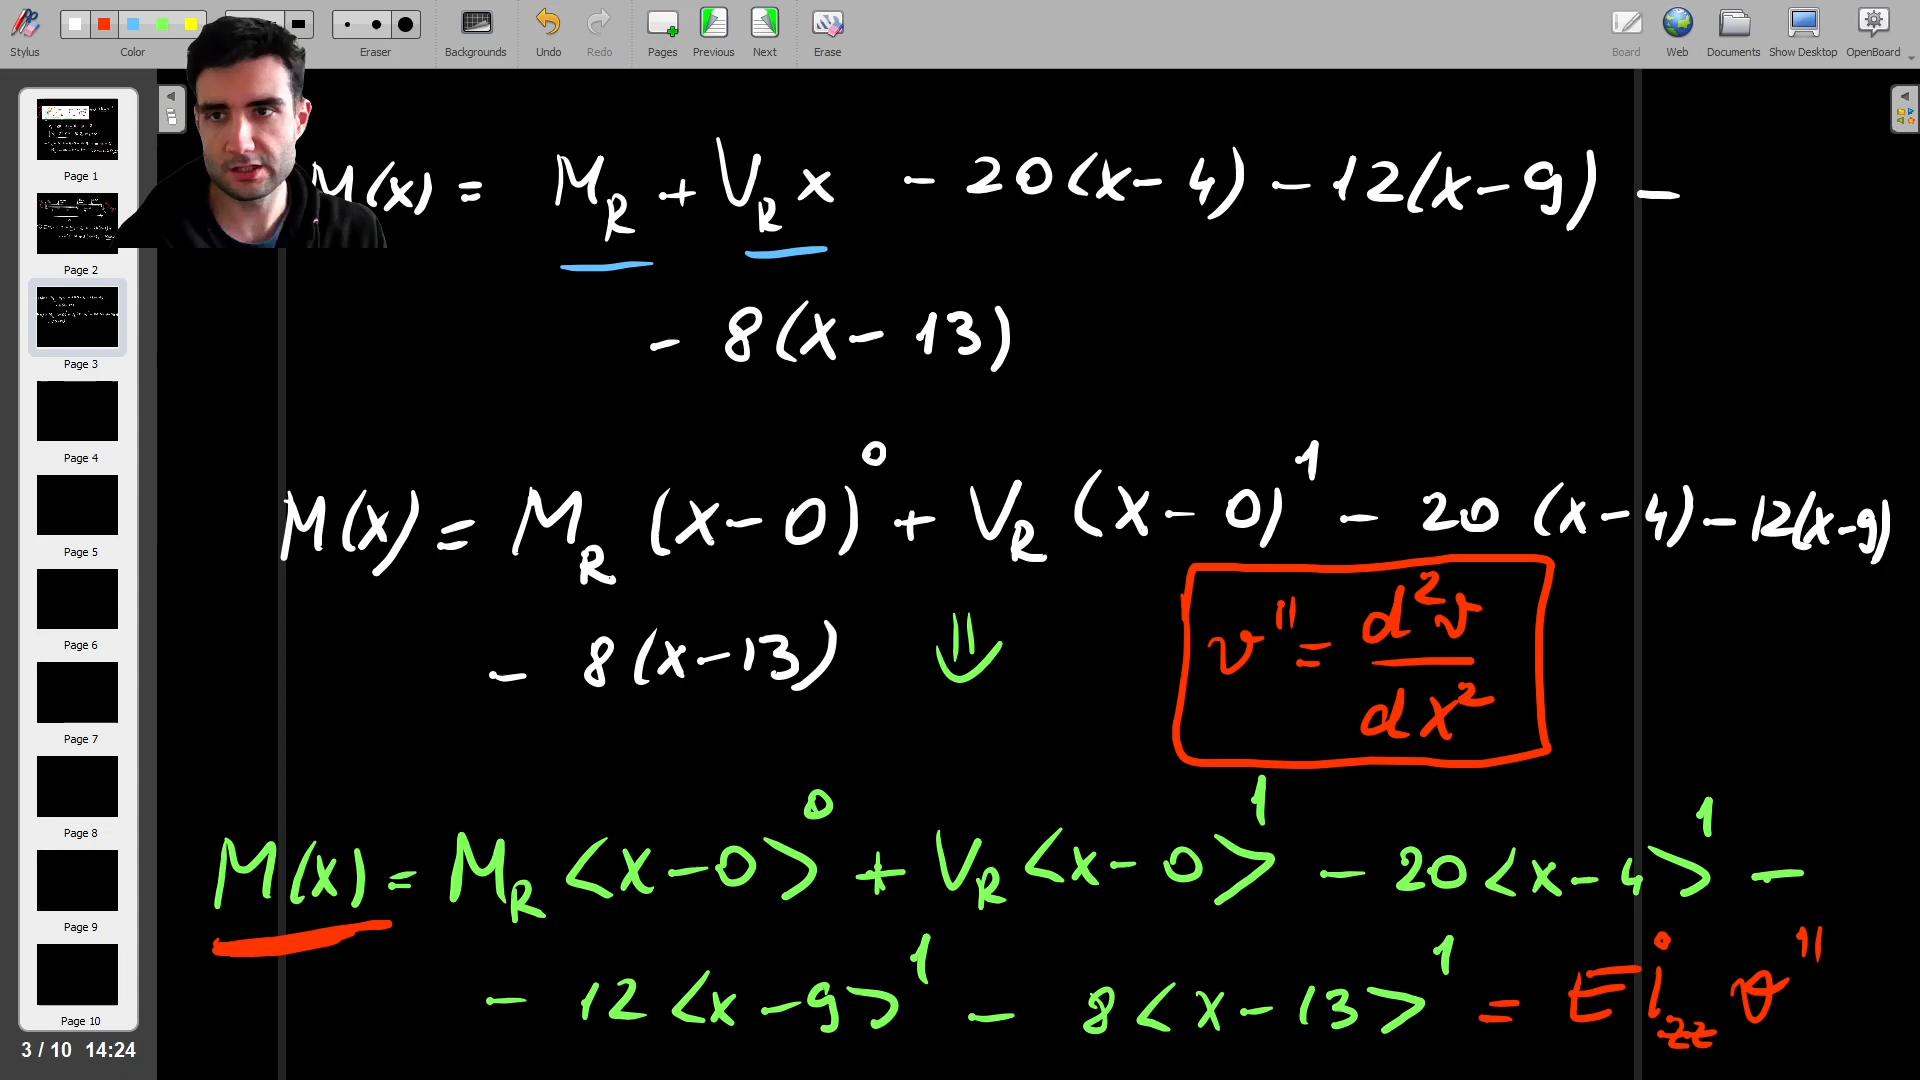 Stylus Color Eraser Backgrounds Undo Redo Pages Previous Next Erase Board Web Documents Show Desktop OpenBoard
Page 1
Page 2
Page 3
Page 4
Page 5
Page 6
Page 7
Page 8
Page 9
Page 10
3 / 10 14:24
M(x) = M_R + V_R x - 20(x-4) - 12(x-9) -
- 8(x-13)
M(x) = M_R (x-0)^0 + V_R (x-0)^1 - 20 (x-4) - 12(x-9)
- 8(x-13) ⇓
v'' = d²v
dx²
M(x) = M_R <x-0>^0 + V_R <x-0>^1 - 20<x-4>^1 -
- 12<x-9>^1 - 8<x-13>^1 = E i_zz v''